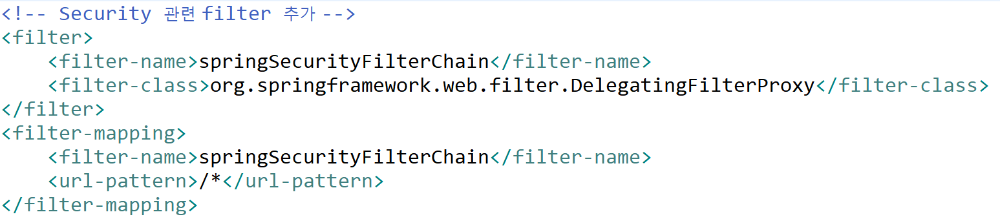 <!-- Security 관련 filter 추가 -->
<filter>
    <filter-name>springSecurityFilterChain</filter-name>
    <filter-class>org.springframework.web.filter.DelegatingFilterProxy</filter-class>
</filter>
<filter-mapping>
    <filter-name>springSecurityFilterChain</filter-name>
    <url-pattern>/*</url-pattern>
</filter-mapping>